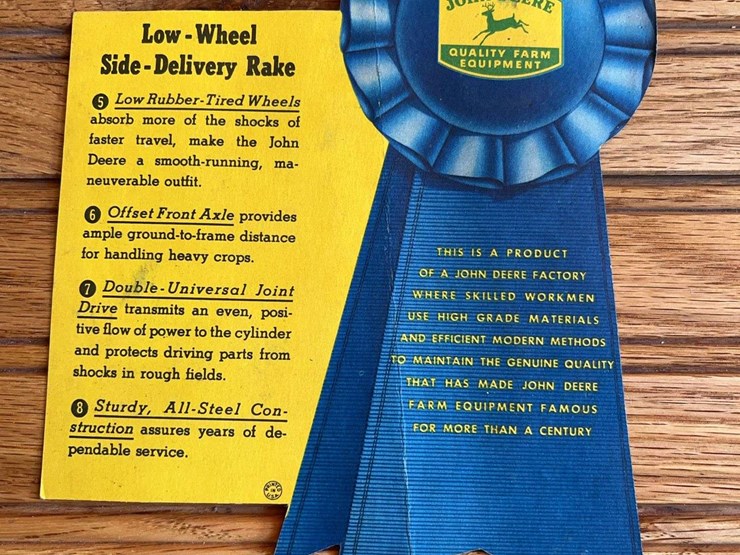 Low-Wheel
Side-Delivery Rake
5 Low Rubber-Tired Wheels
absorb more of the shocks of
faster travel, make the John
Deere a smooth-running, ma-
neuverable outfit.
6 Offset Front Axle provides
ample ground-to-frame distance
for handling heavy crops.
7 Double-Universal Joint
Drive transmits an even, posi-
tive flow of power to the cylinder
and protects driving parts from
shocks in rough fields.
8 Sturdy, All-Steel Con-
struction assures years of de-
pendable service.
PRINTED
IN
U.S.A.
JOHN DEERE
QUALITY FARM
EQUIPMENT
THIS IS A PRODUCT
OF A JOHN DEERE FACTORY
WHERE SKILLED WORKMEN
USE HIGH GRADE MATERIALS
AND EFFICIENT MODERN METHODS
TO MAINTAIN THE GENUINE QUALITY
THAT HAS MADE JOHN DEERE
FARM EQUIPMENT FAMOUS
FOR MORE THAN A CENTURY